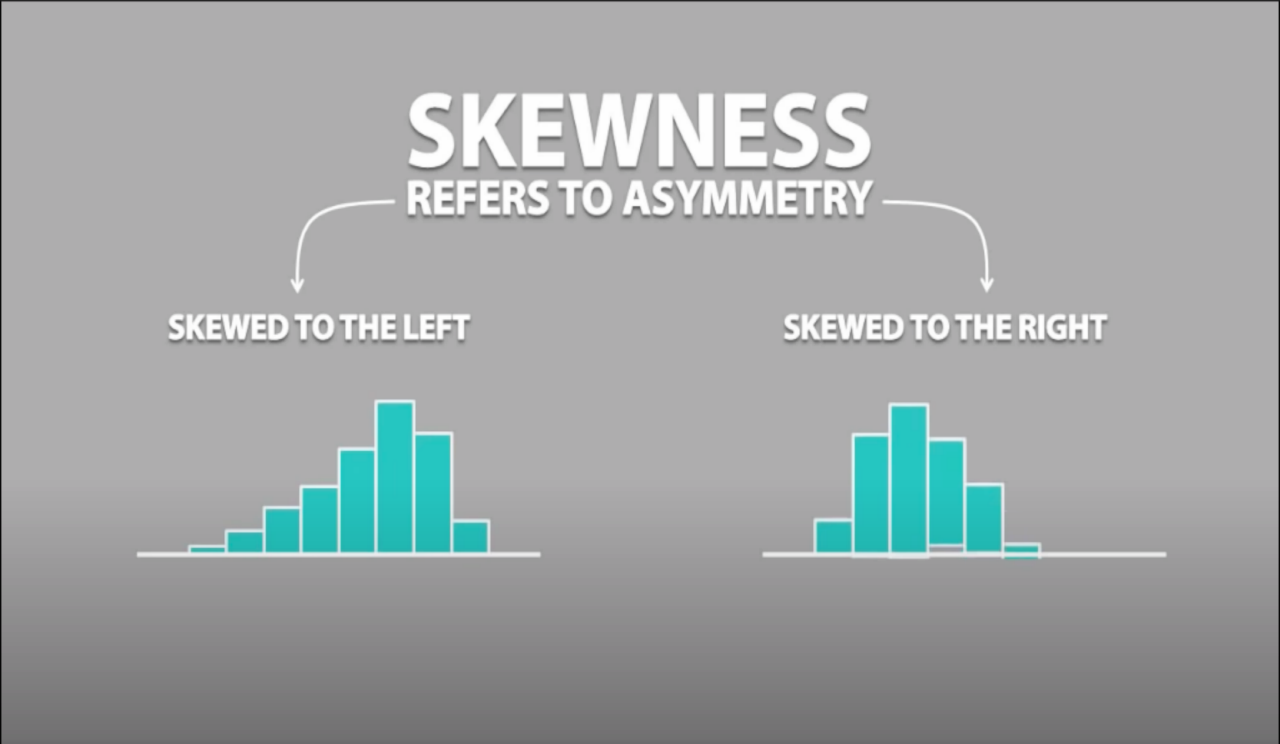 SKEWNESS
REFERS TO ASYMMETRY
SKEWED TO THE LEFT
SKEWED TO THE RIGHT